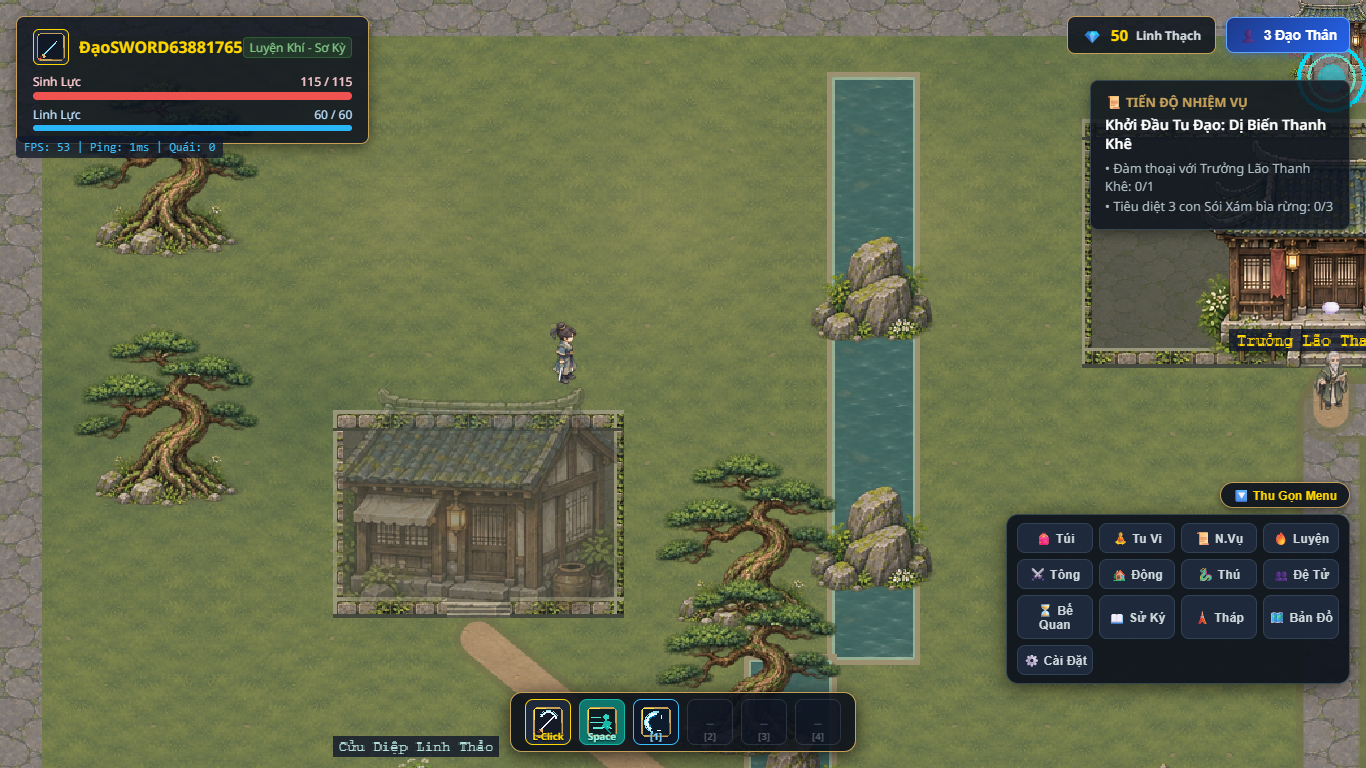 ĐạoSWORD63881765
Luyện Khí - Sơ Kỳ
Sinh Lực
115 / 115
Linh Lực
60 / 60
FPS: 53 | Ping: 1ms | Quái: 0
50 Linh Thạch
3 Đạo Thân
TIẾN ĐỘ NHIỆM VỤ
Khởi Đầu Tu Đạo: Dị Biến Thanh
Khê
• Đàm thoại với Trưởng Lão Thanh
Khê: 0/1
• Tiêu diệt 3 con Sói Xám bìa rừng: 0/3
Trưởng Lão Tha
Thu Gọn Menu
Túi
Tu Vi
N.Vụ
Luyện
Tông
Động
Thú
Đệ Tử
Bế
Quan
Sử Ký
Tháp
Bản Đồ
Cài Đặt
L-Click
Space
[1]
[2]
[3]
[4]
Cửu Diệp Linh Thảo